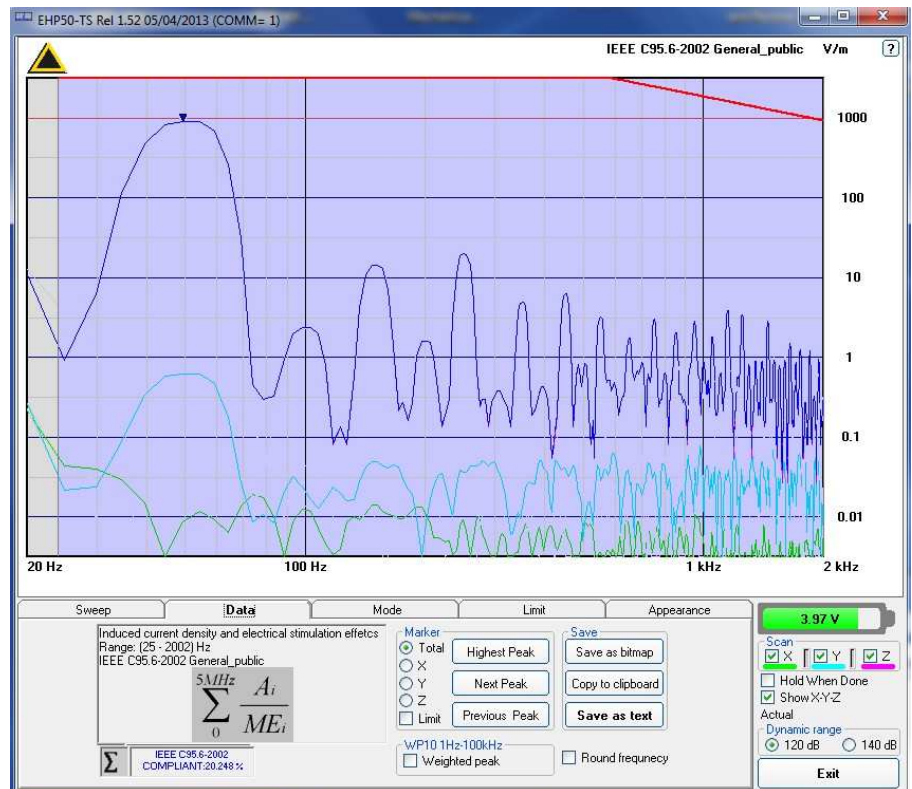 EHP50-TS Rel 1.52 05/04/2013 (COMM= 1)
IEEE C95.6-2002 General_public V/m ?
1000
100
10
1
0.1
0.01
20 Hz 100 Hz 1 kHz 2 kHz
Sweep Data Mode Limit Appearance
Induced current density and electrical stimulation effetcs
Range: (25 - 2002) Hz
IEEE C95.6-2002 General_public
5MHz
∑ Ai / MEi
0
Σ
IEEE C95.6-2002
COMPLIANT:20.248 %
Marker
Total
X
Y
Z
Limit
Highest Peak
Next Peak
Previous Peak
WP10 1Hz-100kHz
Weighted peak
Save
Save as bitmap
Copy to clipboard
Save as text
Round frequnecy
3.97 V
Scan
X Y Z
Hold When Done
Show X-Y-Z
Actual
Dynamic range
120 dB 140 dB
Exit